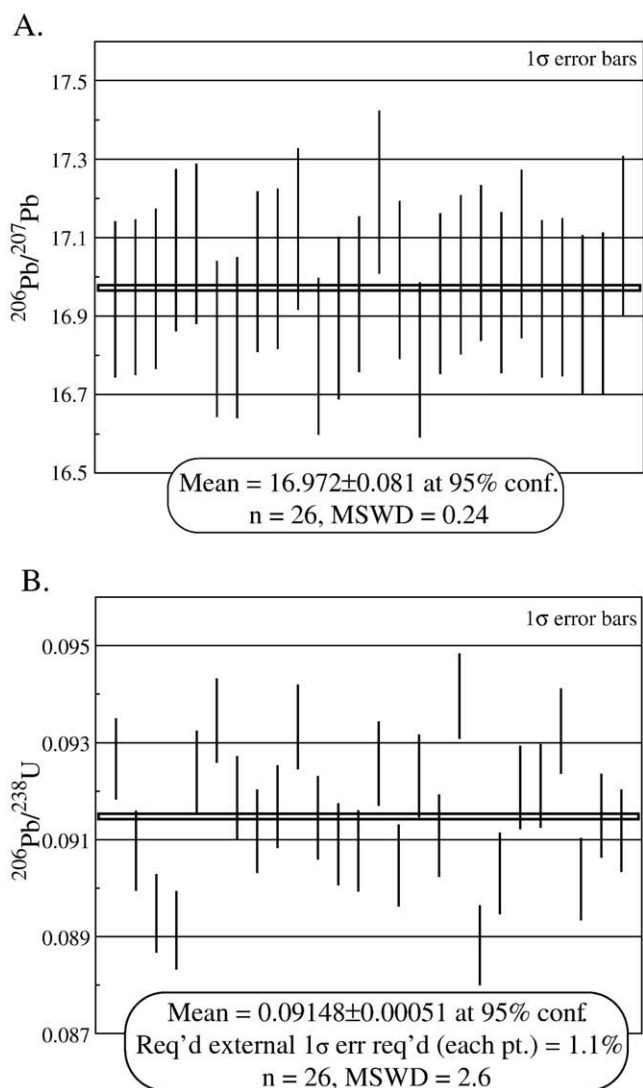 A.
1σ error bars
17.5
17.3
17.1
16.9
16.7
16.5
²⁰⁶Pb/²⁰⁷Pb
Mean = 16.972±0.081 at 95% conf.
n = 26, MSWD = 0.24
B.
1σ error bars
0.095
0.093
0.091
0.089
0.087
²⁰⁶Pb/²³⁸U
Mean = 0.09148±0.00051 at 95% conf.
Req'd external 1σ err req'd (each pt.) = 1.1%
n = 26, MSWD = 2.6